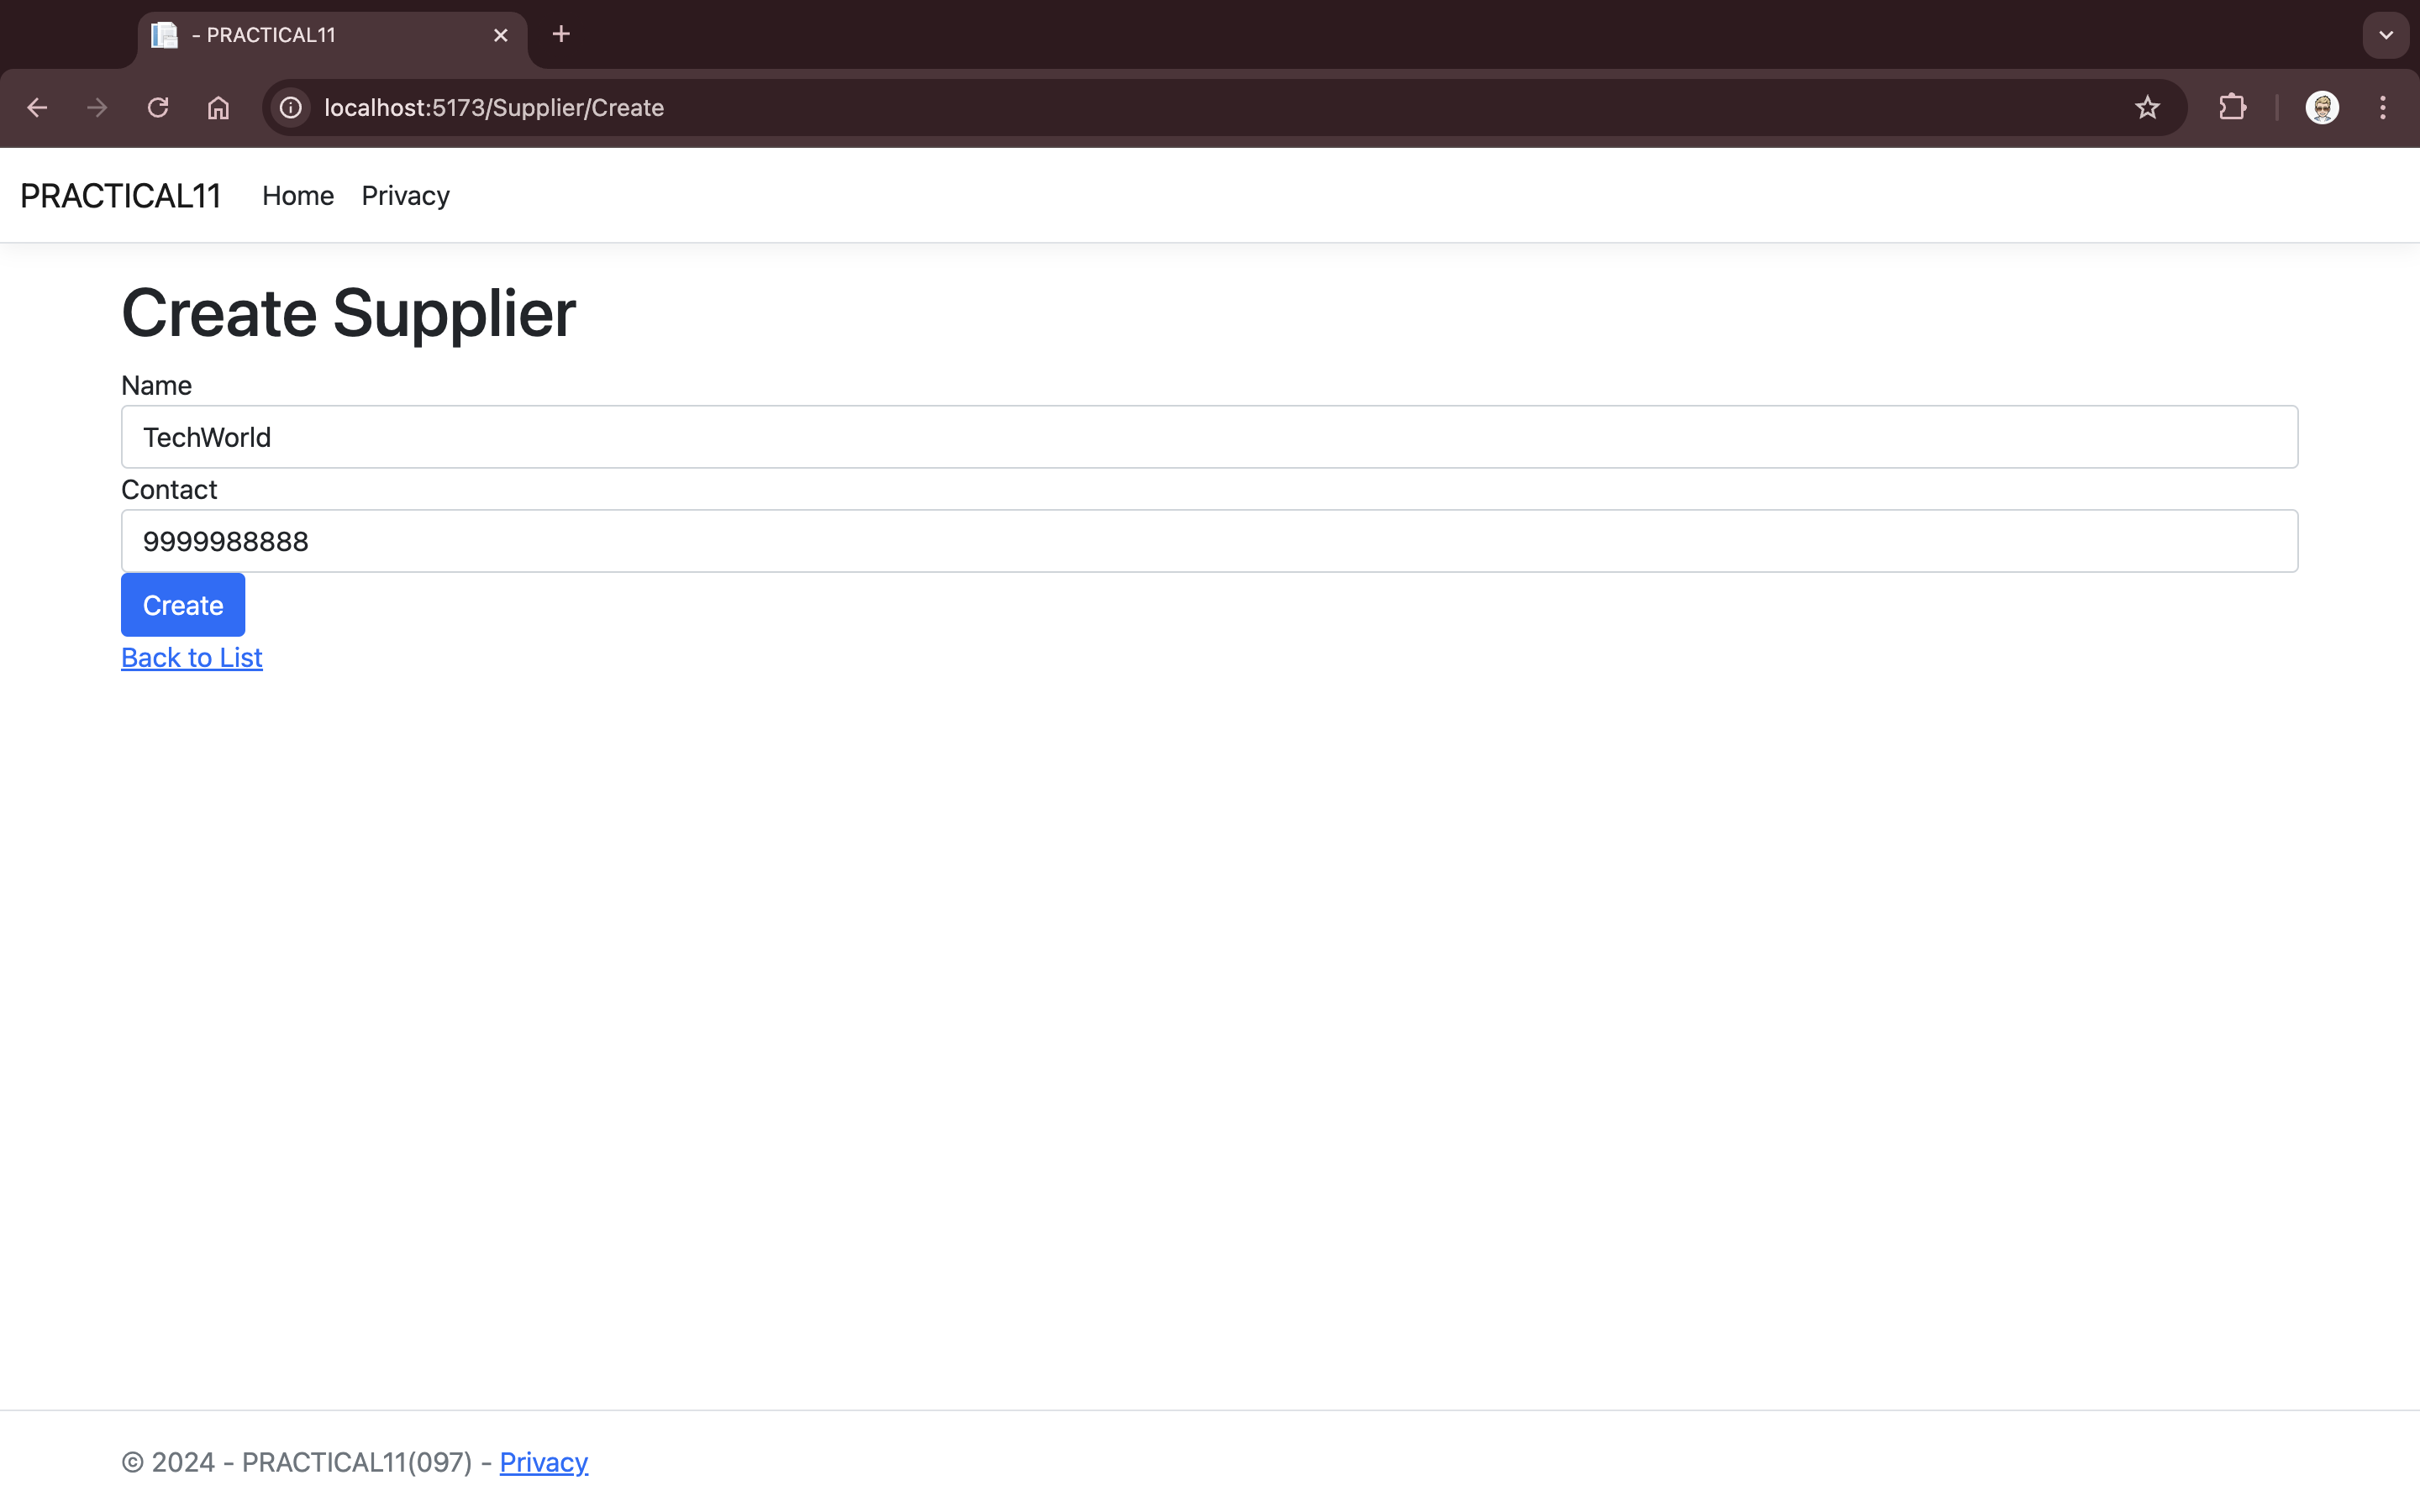 - PRACTICAL11
localhost:5173/Supplier/Create
PRACTICAL11 Home Privacy
Create Supplier
Name
TechWorld
Contact
9999988888
Create
Back to List
© 2024 - PRACTICAL11(097) - Privacy